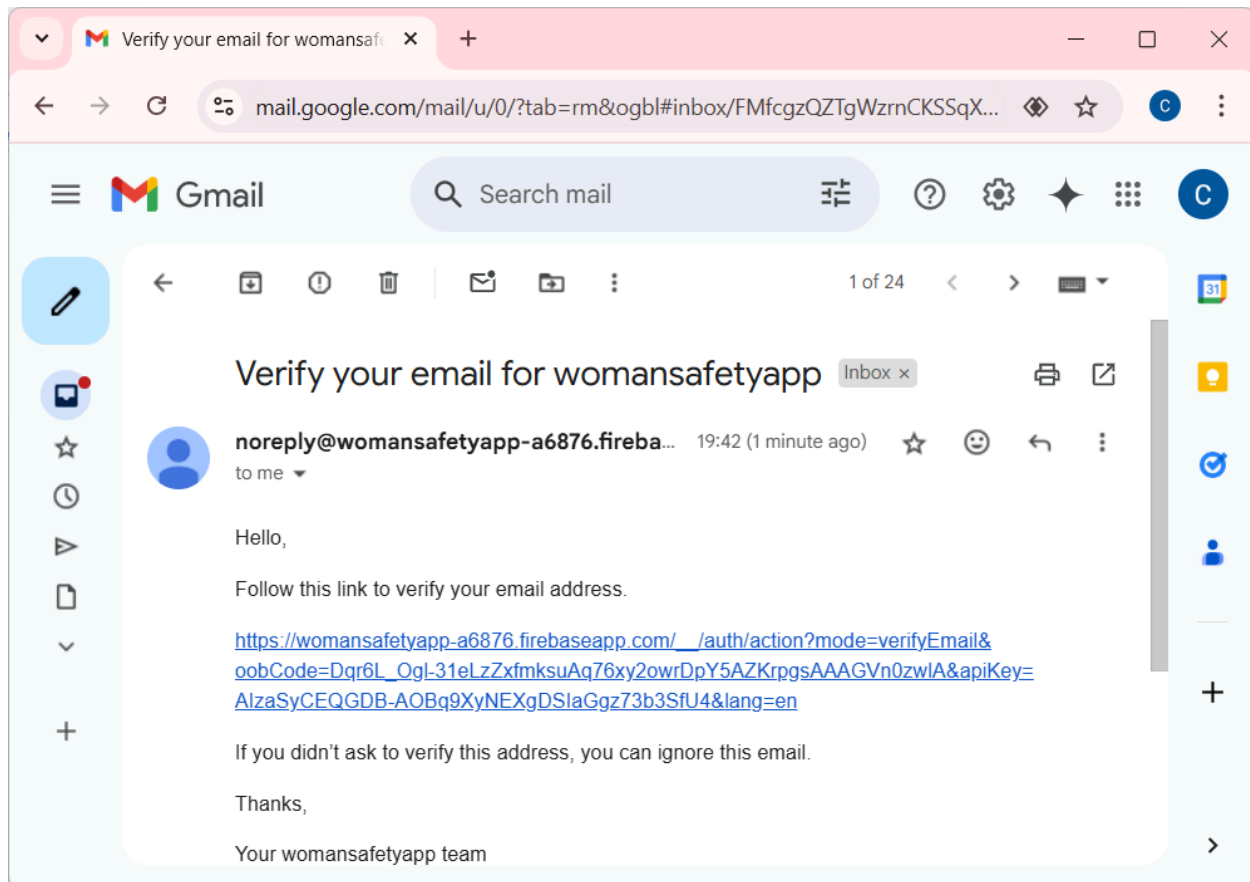 Verify your email for womansafe
mail.google.com/mail/u/0/?tab=rm&ogbl#inbox/FMfcgzQZTgWzrnCKSSqX...
C
Gmail
Search mail
C
1 of 24
31
Verify your email for womansafetyapp
Inbox ×
noreply@womansafetyapp-a6876.fireba...
19:42 (1 minute ago)
to me
Hello,
Follow this link to verify your email address.
https://womansafetyapp-a6876.firebaseapp.com/__/auth/action?mode=verifyEmail&
oobCode=Dqr6L_Ogl-31eLzZxfmksuAq76xy2owrDpY5AZKrpgsAAAGVn0zwlA&apiKey=
AIzaSyCEQGDB-AOBq9XyNEXgDSIaGgz73b3SfU4&lang=en
If you didn’t ask to verify this address, you can ignore this email.
Thanks,
Your womansafetyapp team